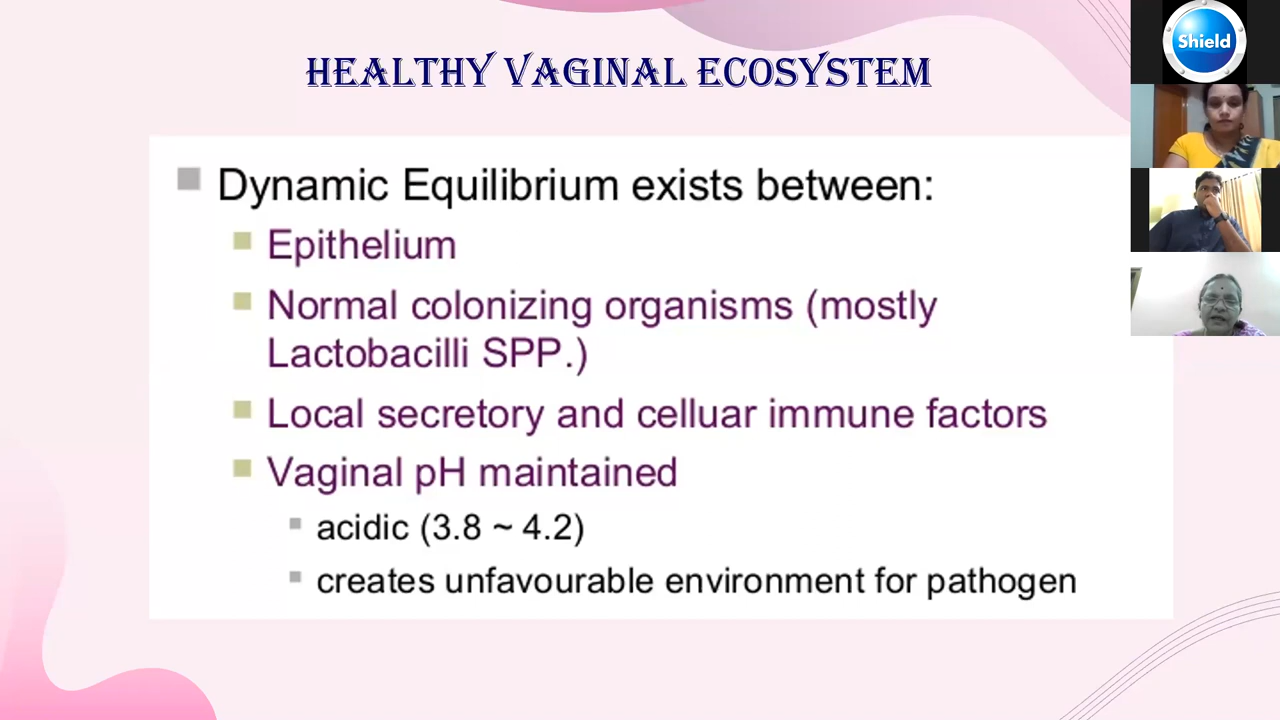 HEALTHY VAGINAL ECOSYSTEM
Shield
Dynamic Equilibrium exists between:
Epithelium
Normal colonizing organisms (mostly
Lactobacilli SPP.)
Local secretory and celluar immune factors
Vaginal pH maintained
acidic (3.8 ~ 4.2)
creates unfavourable environment for pathogen